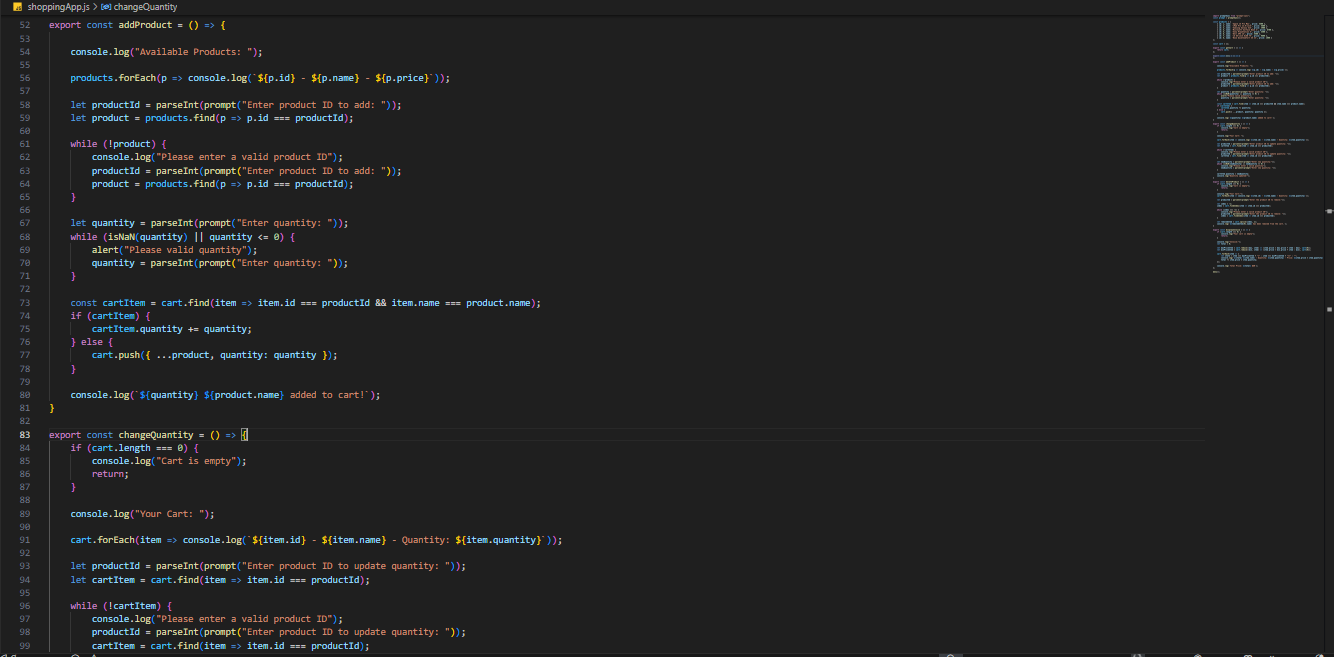 shoppingApp.js > changeQuantity
52 export const addProduct = () => {
53
54 console.log("Available Products: ");
55
56 products.forEach(p => console.log(`${p.id} - ${p.name} - ${p.price}`));
57
58 let productId = parseInt(prompt("Enter product ID to add: "));
59 let product = products.find(p => p.id === productId);
60
61 while (!product) {
62 console.log("Please enter a valid product ID");
63 productId = parseInt(prompt("Enter product ID to add: "));
64 product = products.find(p => p.id === productId);
65 }
66
67 let quantity = parseInt(prompt("Enter quantity: "));
68 while (isNaN(quantity) || quantity <= 0) {
69 alert("Please valid quantity");
70 quantity = parseInt(prompt("Enter quantity: "));
71 }
72
73 const cartItem = cart.find(item => item.id === productId && item.name === product.name);
74 if (cartItem) {
75 cartItem.quantity += quantity;
76 } else {
77 cart.push({ ...product, quantity: quantity });
78 }
79
80 console.log(`${quantity} ${product.name} added to cart!`);
81 }
82
83 export const changeQuantity = () => {
84 if (cart.length === 0) {
85 console.log("Cart is empty");
86 return;
87 }
88
89 console.log("Your Cart: ");
90
91 cart.forEach(item => console.log(`${item.id} - ${item.name} - Quantity: ${item.quantity}`));
92
93 let productId = parseInt(prompt("Enter product ID to update quantity: "));
94 let cartItem = cart.find(item => item.id === productId);
95
96 while (!cartItem) {
97 console.log("Please enter a valid product ID");
98 productId = parseInt(prompt("Enter product ID to update quantity: "));
99 cartItem = cart.find(item => item.id === productId);